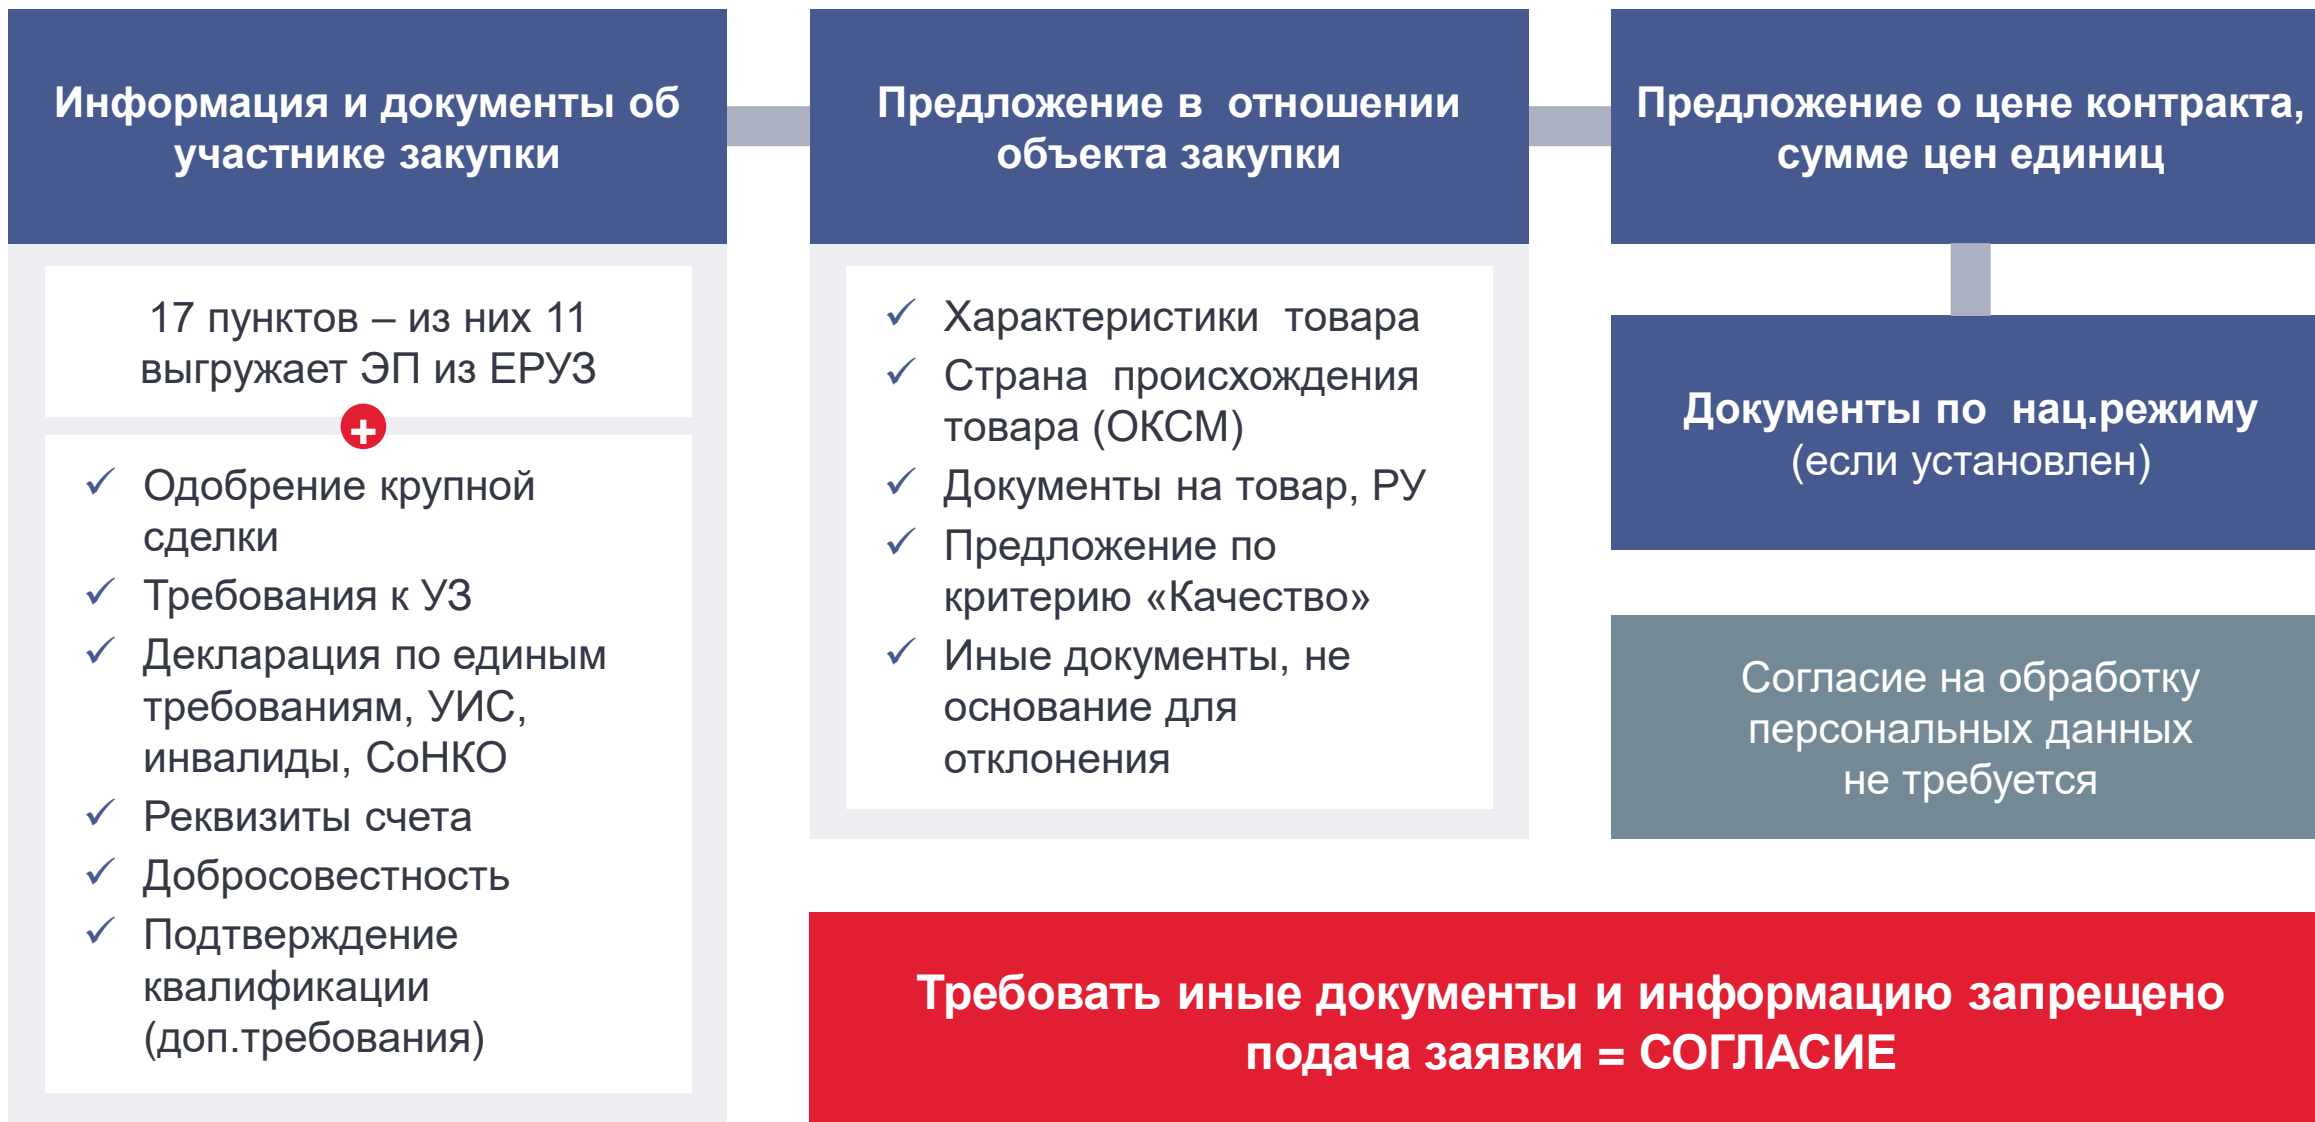 Информация и документы об
участнике закупки
17 пунктов – из них 11
выгружает ЭП из ЕРУЗ
+
✓ Одобрение крупной
сделки
✓ Требования к УЗ
✓ Декларация по единым
требованиям, УИС,
инвалиды, СоНКО
✓ Реквизиты счета
✓ Добросовестность
✓ Подтверждение
квалификации
(доп.требования)
Предложение в отношении
объекта закупки
✓ Характеристики товара
✓ Страна происхождения
товара (ОКСМ)
✓ Документы на товар, РУ
✓ Предложение по
критерию «Качество»
✓ Иные документы, не
основание для
отклонения
Предложение о цене контракта,
сумме цен единиц
Документы по нац.режиму
(если установлен)
Согласие на обработку
персональных данных
не требуется
Требовать иные документы и информацию запрещено
подача заявки = СОГЛАСИЕ